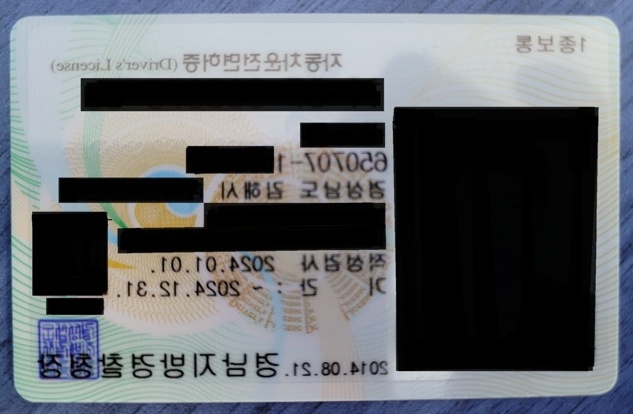 1종보통
자동차운전면허증 (Driver's License)
650707-1
경상남도 김해시
적성검사 2024.01.01.
기 간 : ~ 2024.12.31.
2014.08.21. 경남지방경찰청장